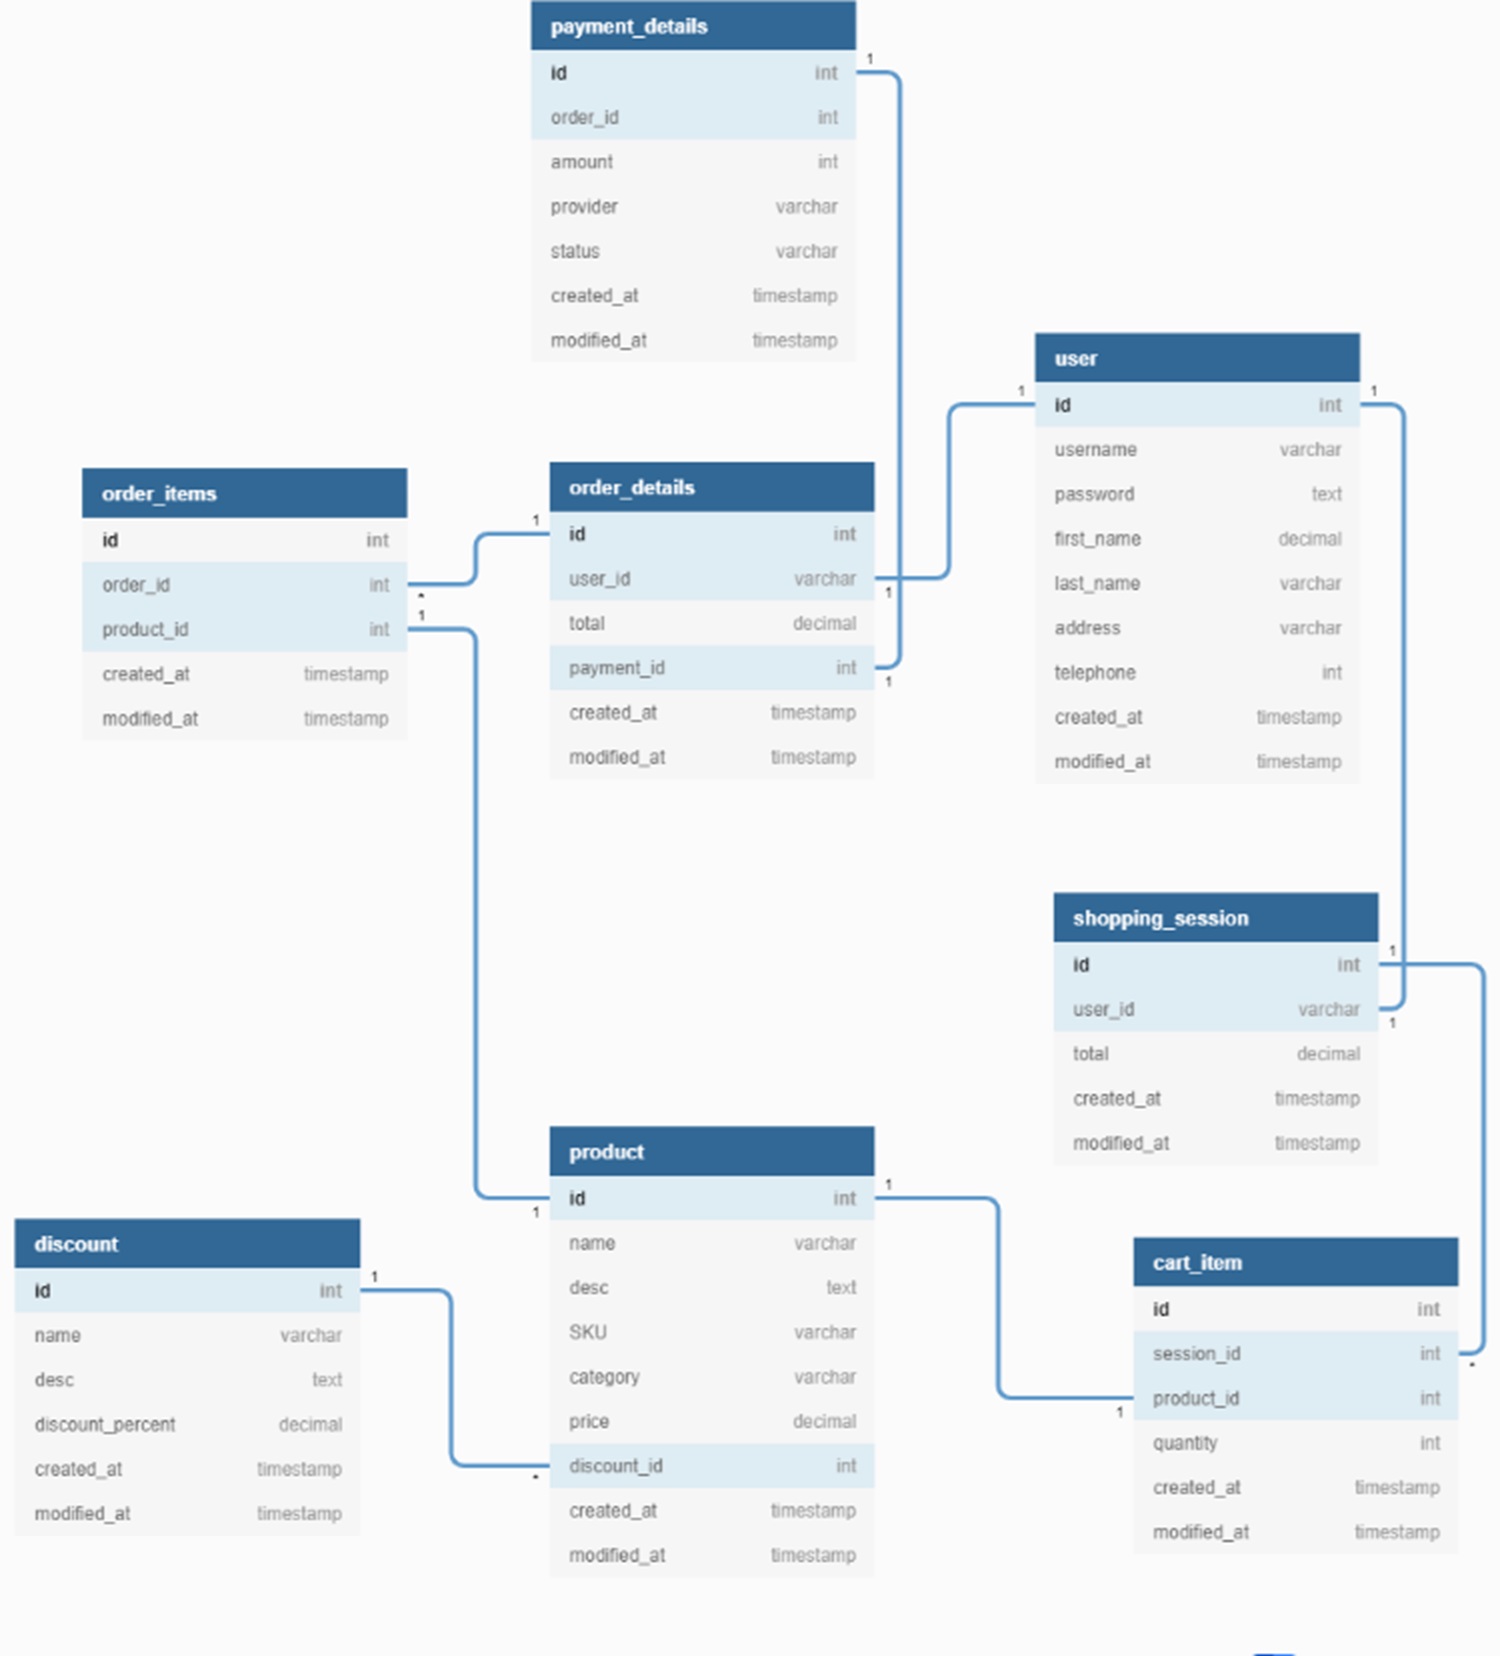 payment_details
id int
order_id int
amount int
provider varchar
status varchar
created_at timestamp
modified_at timestamp
1
user
1 id int 1
username varchar
password text
first_name decimal
last_name varchar
address varchar
telephone int
created_at timestamp
modified_at timestamp
order_items
id int
order_id int
*
1
product_id int
created_at timestamp
modified_at timestamp
order_details
1
id int
user_id varchar
1
total decimal
payment_id int
1
created_at timestamp
modified_at timestamp
shopping_session
1
id int
user_id varchar
1
total decimal
created_at timestamp
modified_at timestamp
product
1
id int
1
name varchar
desc text
SKU varchar
category varchar
price decimal
discount_id int
*
created_at timestamp
modified_at timestamp
discount
1
id int
name varchar
desc text
discount_percent decimal
created_at timestamp
modified_at timestamp
cart_item
id int
session_id int
*
product_id int
1
quantity int
created_at timestamp
modified_at timestamp